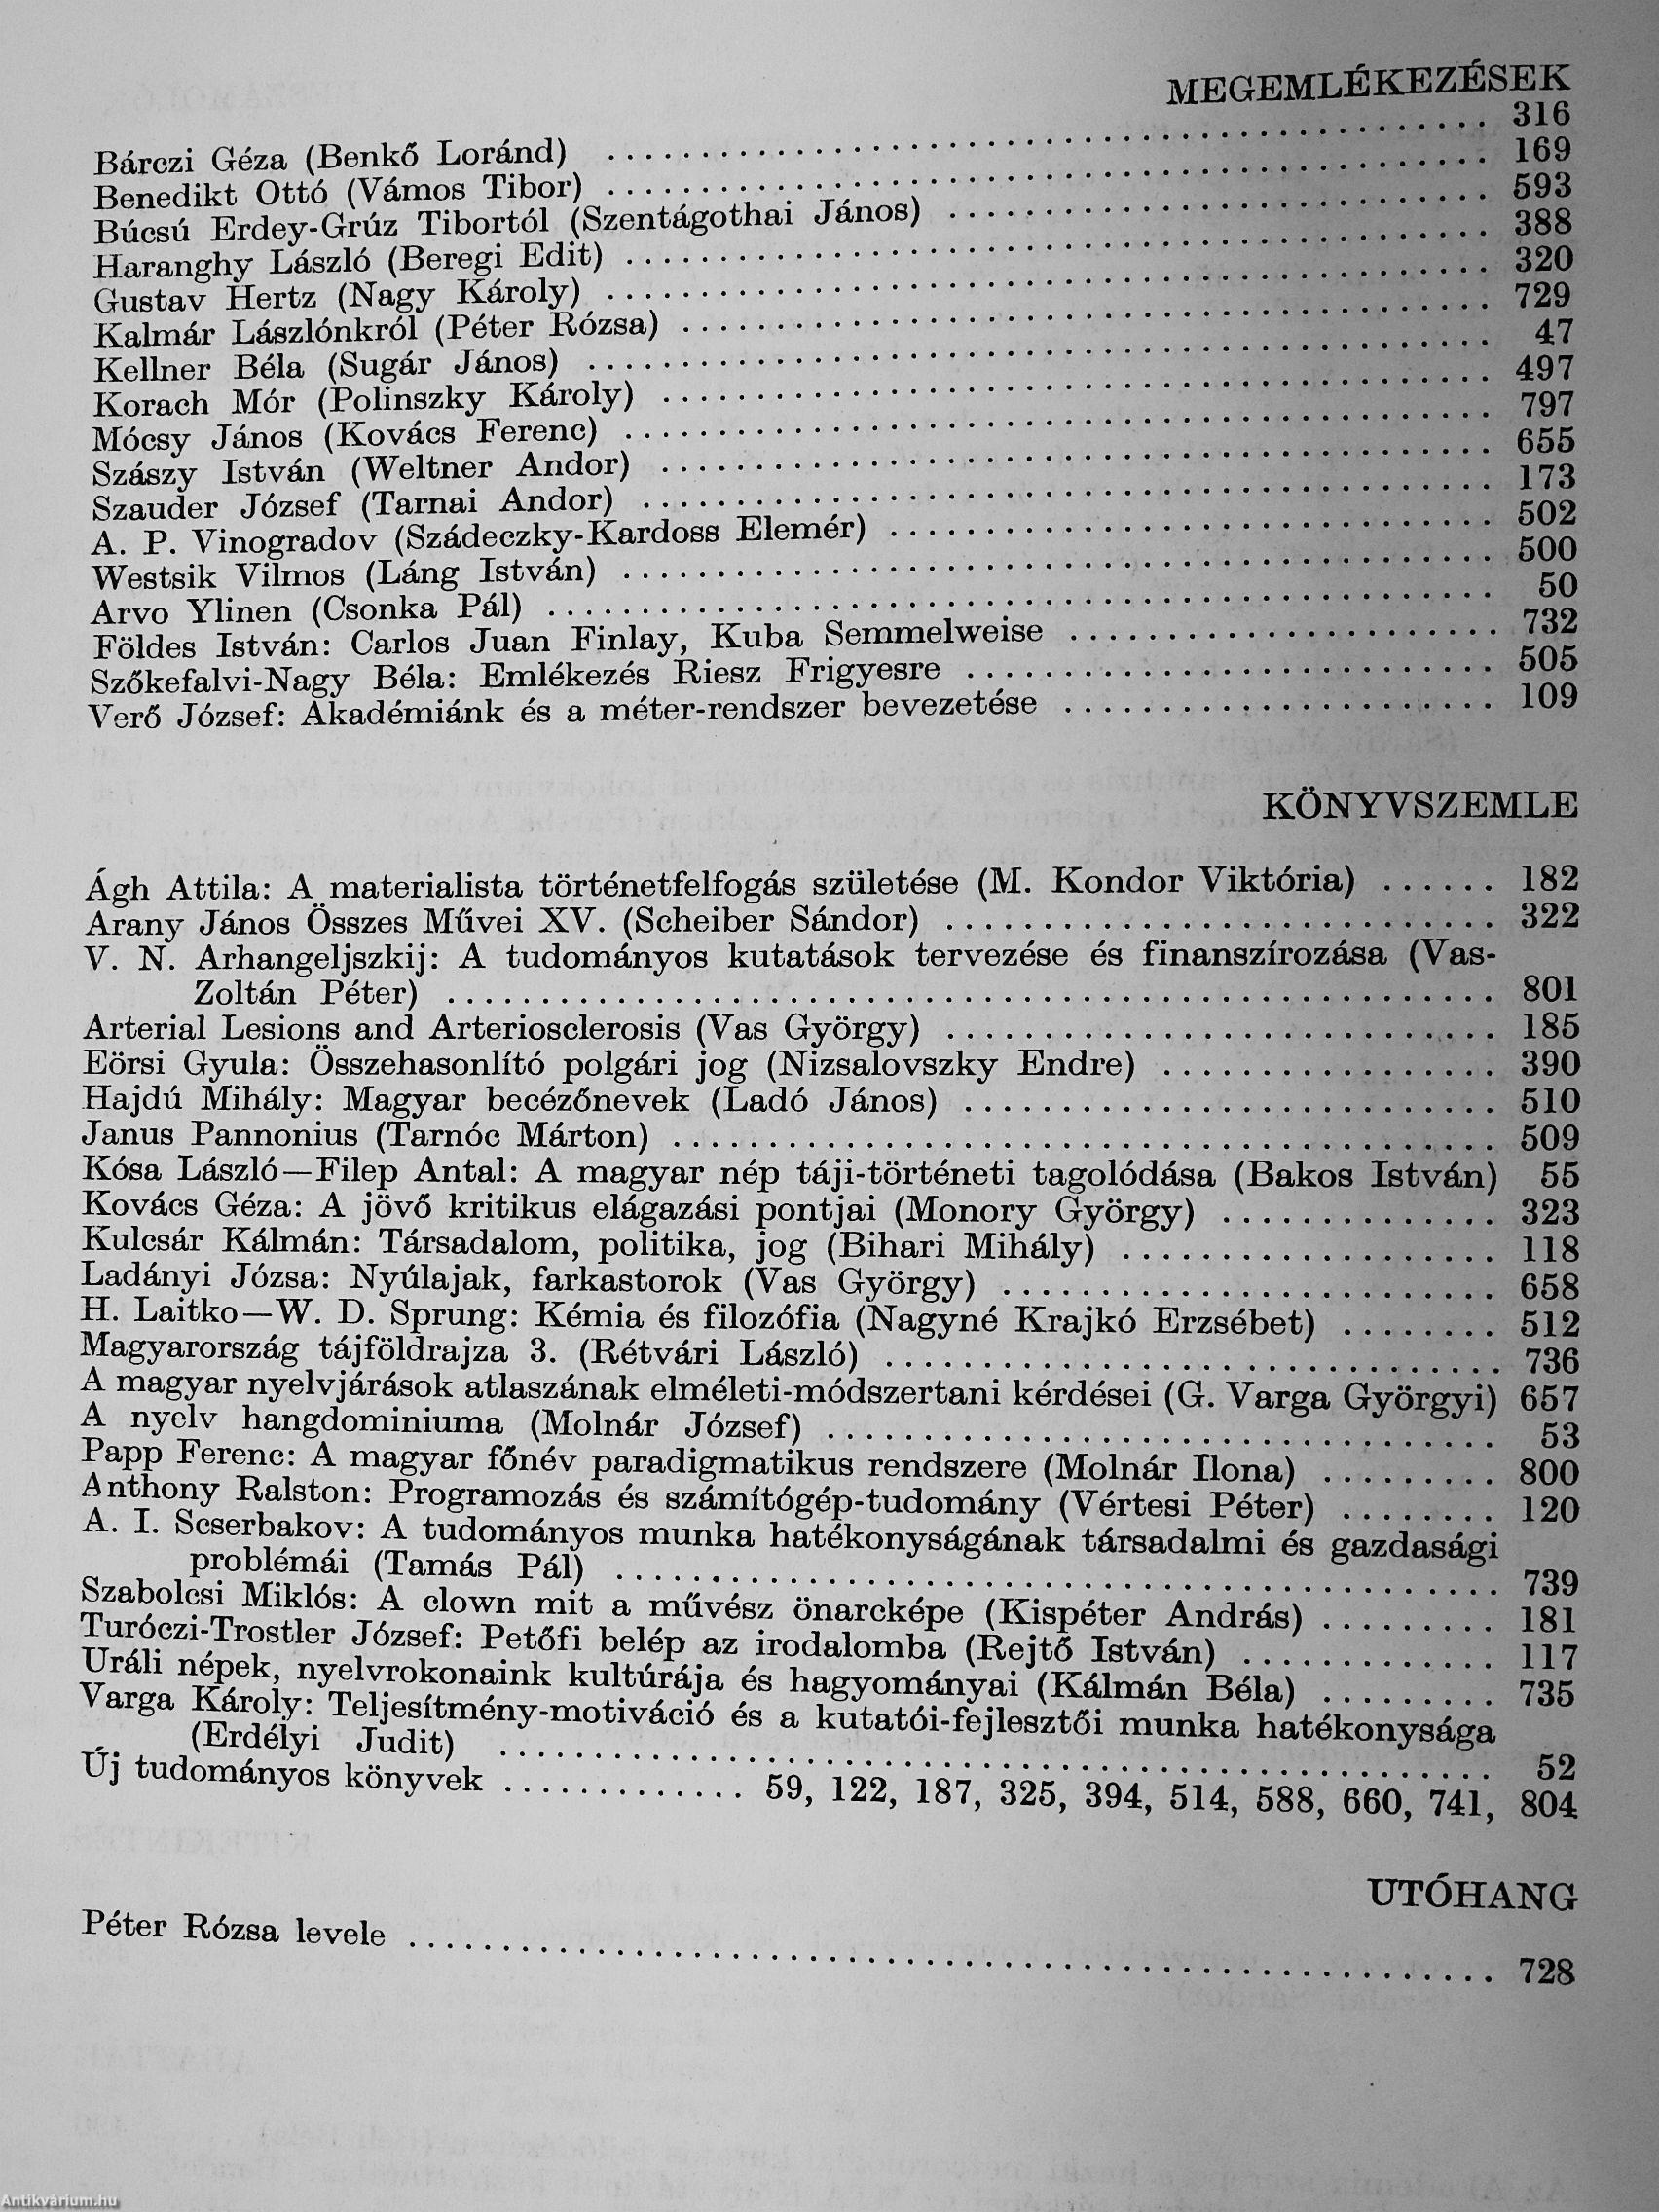 MEGEMLÉKEZÉSEK
Bárczi Géza (Benkő Loránd) . . . . . . . . . . 316
Benedikt Ottó (Vámos Tibor) . . . . . . . . . . 169
Búcsú Erdey-Grúz Tibortól (Szentágothai János) . . . . . . . . . . 593
Haranghy László (Beregi Edit) . . . . . . . . . . 388
Gustav Hertz (Nagy Károly) . . . . . . . . . . 320
Kalmár Lászlónkról (Péter Rózsa) . . . . . . . . . . 729
Kellner Béla (Sugár János) . . . . . . . . . . 47
Korach Mór (Polinszky Károly) . . . . . . . . . . 497
Mócsy János (Kovács Ferenc) . . . . . . . . . . 797
Szászy István (Weltner Andor) . . . . . . . . . . 655
Szauder József (Tarnai Andor) . . . . . . . . . . 173
A. P. Vinogradov (Szádeczky-Kardoss Elemér) . . . . . . . . . . 502
Westsik Vilmos (Láng István) . . . . . . . . . . 500
Arvo Ylinen (Csonka Pál) . . . . . . . . . . 50
Földes István: Carlos Juan Finlay, Kuba Semmelweise . . . . . . . . . . 732
Szőkefalvi-Nagy Béla: Emlékezés Riesz Frigyesre . . . . . . . . . . 505
Verő József: Akadémiánk és a méter-rendszer bevezetése . . . . . . . . . . 109
KÖNYVSZEMLE
Ágh Attila: A materialista történetfelfogás születése (M. Kondor Viktória) . . . . . . 182
Arany János Összes Művei XV. (Scheiber Sándor) . . . . . . . . . . 322
V. N. Arhangeljszkij: A tudományos kutatások tervezése és finanszírozása (Vas-
Zoltán Péter) . . . . . . . . . . 801
Arterial Lesions and Arteriosclerosis (Vas György) . . . . . . . . . . 185
Eörsi Gyula: Összehasonlító polgári jog (Nizsalovszky Endre) . . . . . . . . . . 390
Hajdú Mihály: Magyar becézőnevek (Ladó János) . . . . . . . . . . 510
Janus Pannonius (Tarnóc Márton) . . . . . . . . . . 509
Kósa László—Filep Antal: A magyar nép táji-történeti tagolódása (Bakos István) 55
Kovács Géza: A jövő kritikus elágazási pontjai (Monory György) . . . . . . . . . . 323
Kulcsár Kálmán: Társadalom, politika, jog (Bihari Mihály) . . . . . . . . . . 118
Ladányi Józsa: Nyúlajak, farkastorok (Vas György) . . . . . . . . . . 658
H. Laitko—W. D. Sprung: Kémia és filozófia (Nagyné Krajkó Erzsébet) . . . . . . . . 512
Magyarország tájföldrajza 3. (Rétvári László) . . . . . . . . . . 736
A magyar nyelvjárások atlaszának elméleti-módszertani kérdései (G. Varga Györgyi) 657
A nyelv hangdominiuma (Molnár József) . . . . . . . . . . 53
Papp Ferenc: A magyar főnév paradigmatikus rendszere (Molnár Ilona) . . . . . . . . . 800
Anthony Ralston: Programozás és számítógép-tudomány (Vértesi Péter) . . . . . . . . 120
A. I. Scserbakov: A tudományos munka hatékonyságának társadalmi és gazdasági
problémái (Tamás Pál) . . . . . . . . . . 739
Szabolcsi Miklós: A clown mit a művész önarcképe (Kispéter András) . . . . . . . . . 181
Turóczi-Trostler József: Petőfi belép az irodalomba (Rejtő István) . . . . . . . . . . 117
Uráli népek, nyelvrokonaink kultúrája és hagyományai (Kálmán Béla) . . . . . . . . . 735
Varga Károly: Teljesítmény-motiváció és a kutatói-fejlesztői munka hatékonysága
(Erdélyi Judit) . . . . . . . . . . 52
Új tudományos könyvek . . . . . . . . . . 59, 122, 187, 325, 394, 514, 588, 660, 741, 804
UTÓHANG
Péter Rózsa levele . . . . . . . . . . 728
Antikvárium.hu